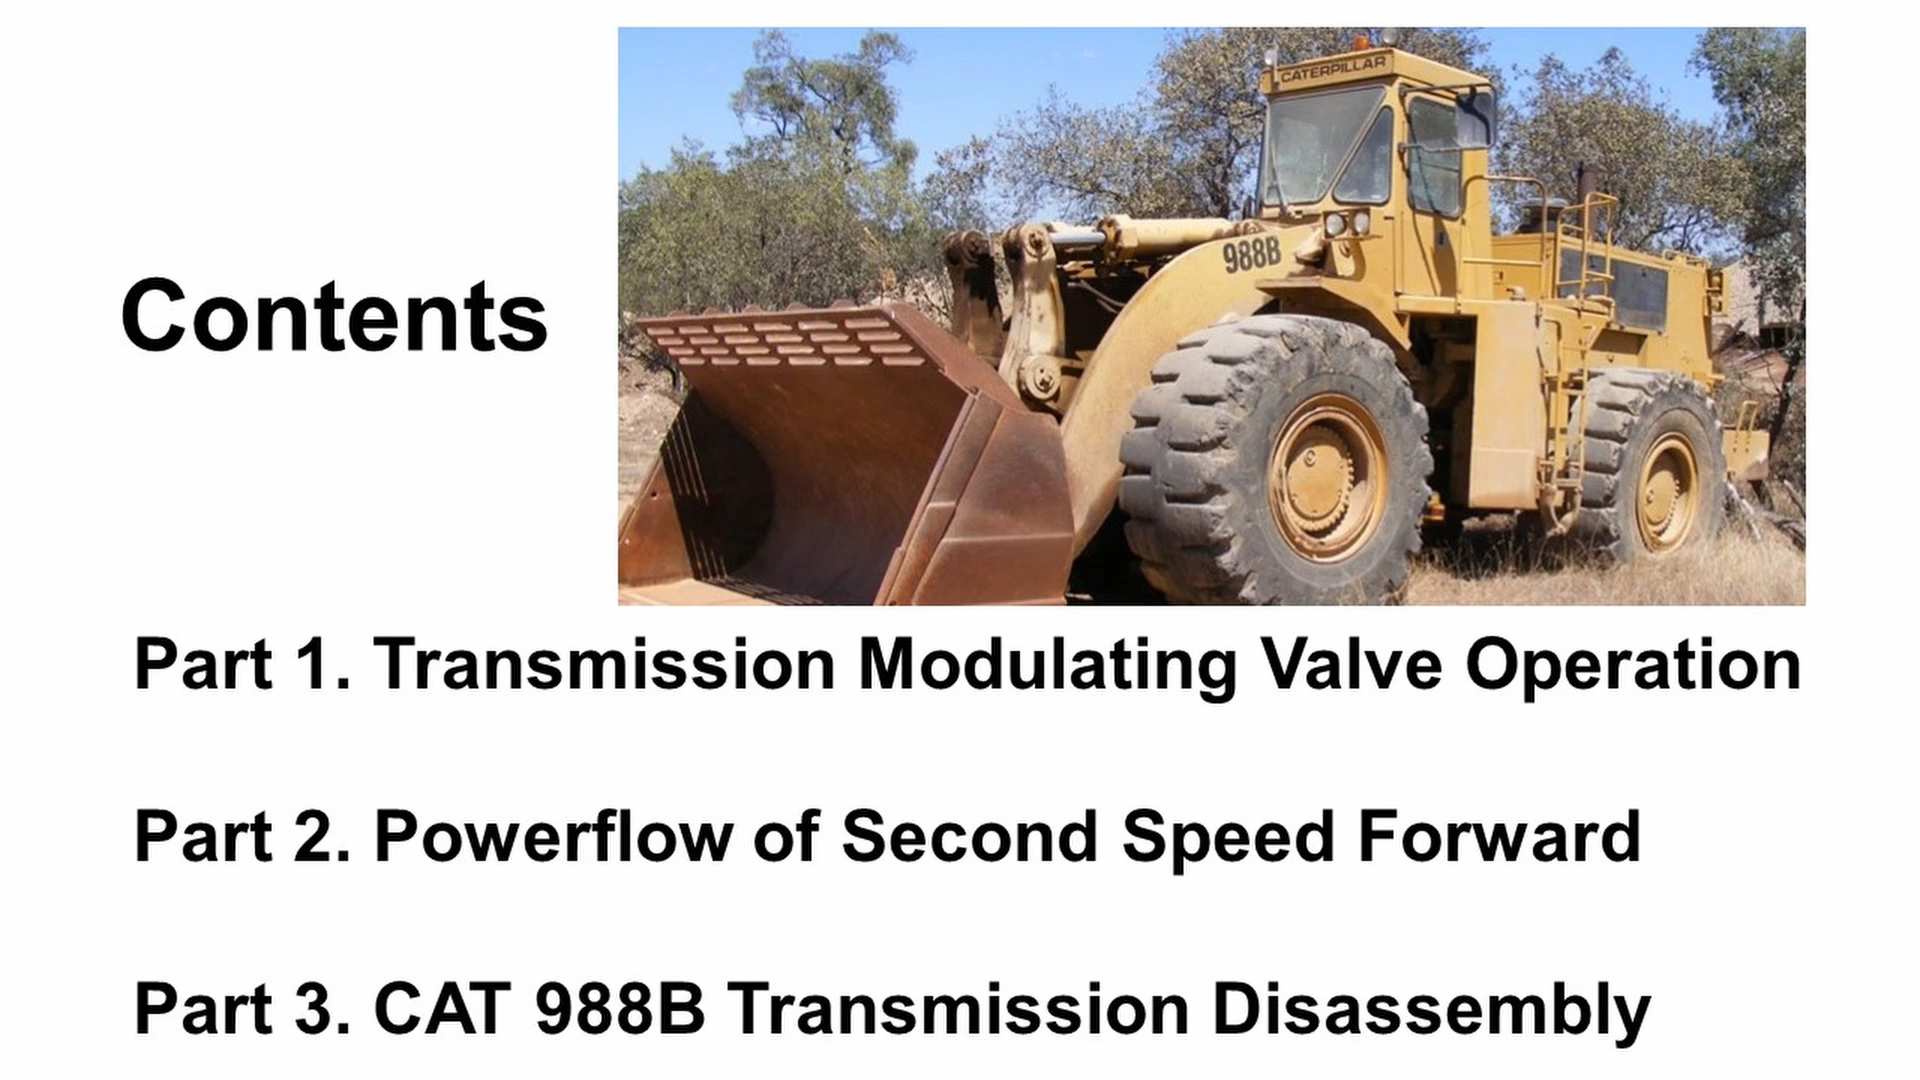 CATERPILLAR
988B
Contents
Part 1. Transmission Modulating Valve Operation
Part 2. Powerflow of Second Speed Forward
Part 3. CAT 988B Transmission Disassembly